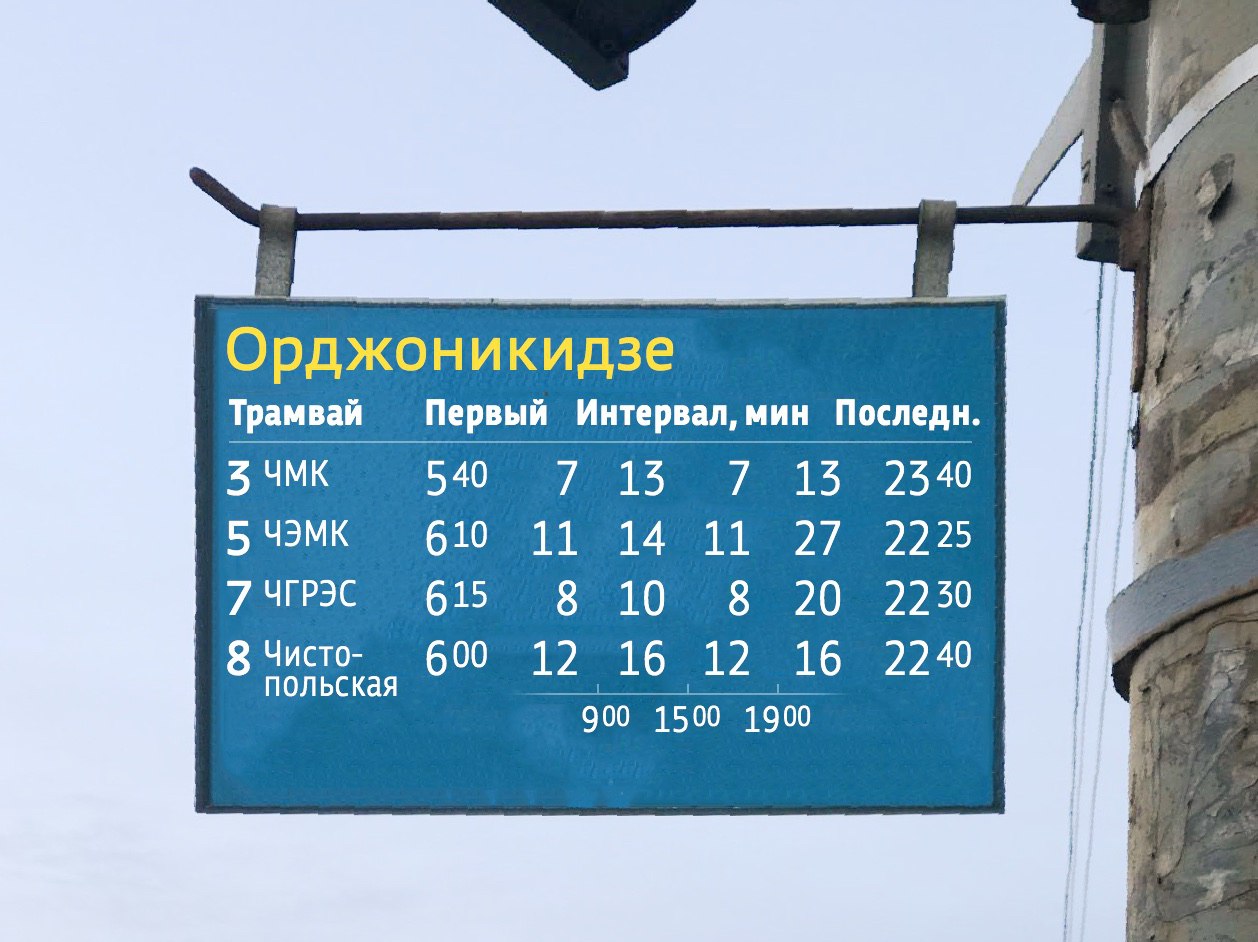 Орджоникидзе
Трамвай Первый Интервал, мин Последн.
3 ЧМК 5 40 7 13 7 13 23 40
5 ЧЭМК 6 10 11 14 11 27 22 25
7 ЧГРЭС 6 15 8 10 8 20 22 30
8 Чисто- 6 00 12 16 12 16 22 40
польская
9 00 15 00 19 00